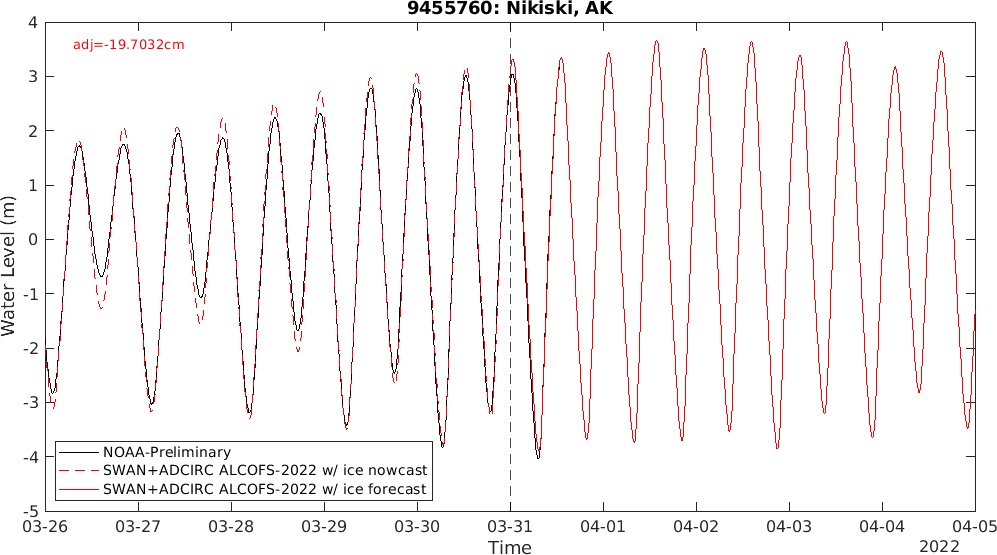 9455760: Nikiski, AK
adj=-19.7032cm
4
3
2
1
0
-1
-2
-3
-4
-5
Water Level (m)
NOAA-Preliminary
SWAN+ADCIRC ALCOFS-2022 w/ ice nowcast
SWAN+ADCIRC ALCOFS-2022 w/ ice forecast
03-26 03-27 03-28 03-29 03-30 03-31 04-01 04-02 04-03 04-04 04-05
Time
2022